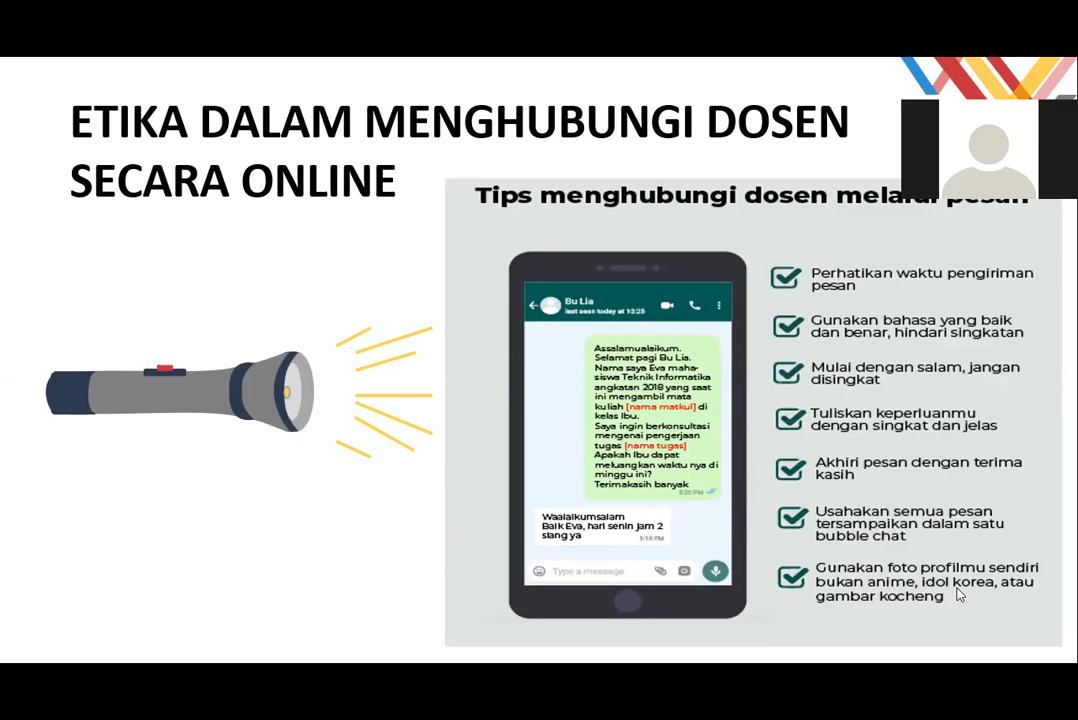 ETIKA DALAM MENGHUBUNGI DOSEN
SECARA ONLINE
Tips menghubungi dosen melalui pesan
Bu Lia
last seen today at 13:25
Assalamualaikum.
Selamat pagi Bu Lia.
Nama saya Eva maha-
siswa Teknik Informatika
angkatan 2018 yang saat
ini mengambil mata
kuliah [nama matkul] di
kelas Ibu.
Saya ingin berkonsultasi
mengenai pengerjaan
tugas [nama tugas]
Apakah Ibu dapat
meluangkan waktu nya di
minggu ini?
Terimakasih banyak
Waalaikumsalam
Baik Eva, hari senin jam 2
siang ya
5:18 PM
Type a message
Perhatikan waktu pengiriman
pesan
Gunakan bahasa yang baik
dan benar, hindari singkatan
Mulai dengan salam, jangan
disingkat
Tuliskan keperluanmu
dengan singkat dan jelas
Akhiri pesan dengan terima
kasih
Usahakan semua pesan
tersampaikan dalam satu
bubble chat
Gunakan foto profilmu sendiri
bukan anime, idol korea, atau
gambar kocheng